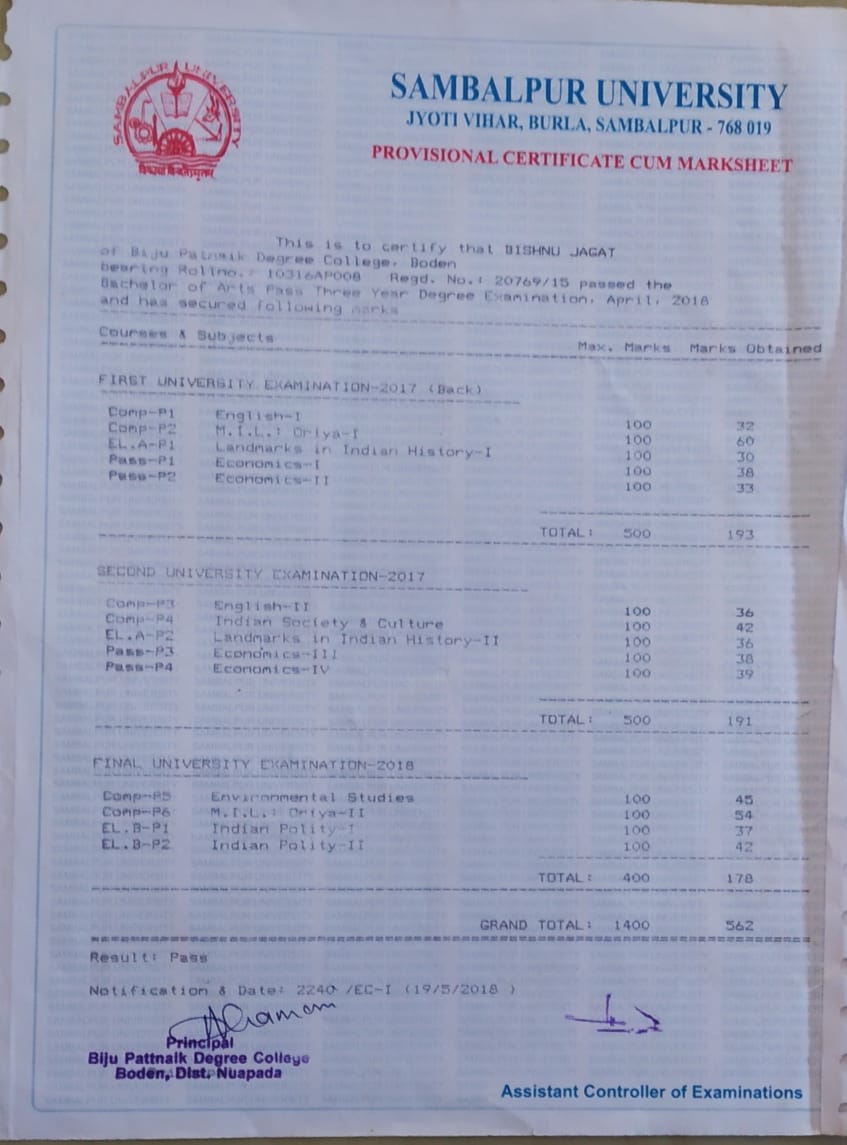 SAMBALPUR UNIVERSITY
SAMBALPUR UNIVERSITY
JYOTI VIHAR, BURLA, SAMBALPUR - 768 019
PROVISIONAL CERTIFICATE CUM MARKSHEET
This is to certify that BISHNU JAGAT
of Biju Patnaik Degree College, Boden
bearing Rollno.: 10316AP008 Regd. No.: 20769/15 passed the
Bachelor of Arts Pass Three Year Degree Examination, April, 2018
and has secured following marks
Courses & Subjects Max. Marks Marks Obtained
FIRST UNIVERSITY EXAMINATION-2017 (Back)
Comp-P1 English-I 100 32
Comp-P2 M.I.L.: Oriya-I 100 60
EL.A-P1 Landmarks in Indian History-I 100 30
Pass-P1 Economics-I 100 38
Pass-P2 Economics-II 100 33
TOTAL: 500 193
SECOND UNIVERSITY EXAMINATION-2017
Comp-P3 English-II 100 36
Comp-P4 Indian Society & Culture 100 42
EL.A-P2 Landmarks in Indian History-II 100 36
Pass-P3 Economics-III 100 38
Pass-P4 Economics-IV 100 39
TOTAL: 500 191
FINAL UNIVERSITY EXAMINATION-2018
Comp-P5 Environmental Studies 100 45
Comp-P6 M.I.L.: Oriya-II 100 54
EL.B-P1 Indian Polity-I 100 37
EL.B-P2 Indian Polity-II 100 42
TOTAL: 400 178
GRAND TOTAL: 1400 562
Result: Pass
Notification & Date: 2240 /EC-I (19/5/2018 )
Principal
Biju Pattnaik Degree College
Boden, Dist. Nuapada
Assistant Controller of Examinations